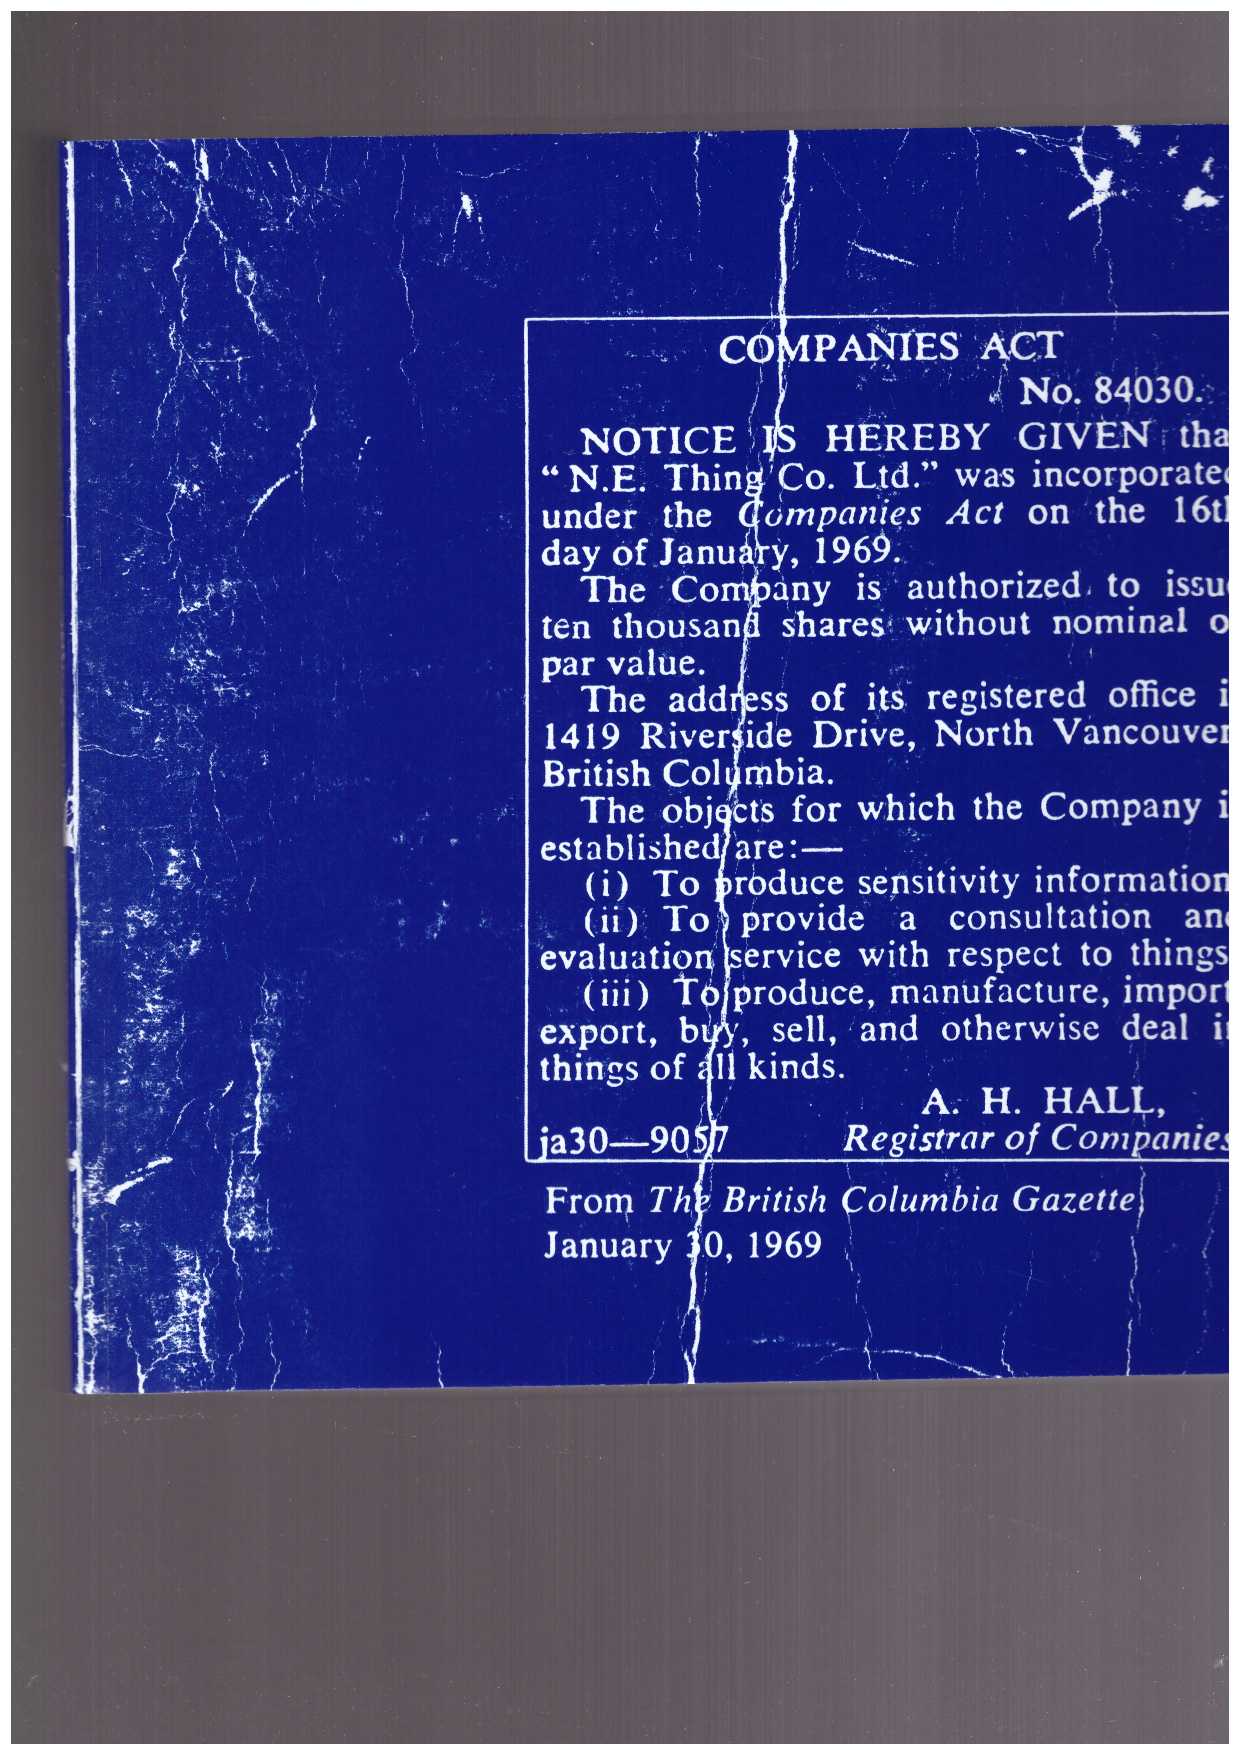 COMPANIES ACT
No. 84030.
NOTICE IS HEREBY GIVEN tha
“N.E. Thing Co. Ltd.” was incorporated
under the Companies Act on the 16th
day of January, 1969.
The Company is authorized to issu
ten thousand shares without nominal o
par value.
The address of its registered office i
1419 Riverside Drive, North Vancouver
British Columbia.
The objects for which the Company i
established are:—
(i) To produce sensitivity information
(ii) To provide a consultation an
evaluation service with respect to things
(iii) To produce, manufacture, import
export, buy, sell, and otherwise deal i
things of all kinds.
A. H. HALL,
ja30—9057 Registrar of Companies
From The British Columbia Gazette,
January 30, 1969